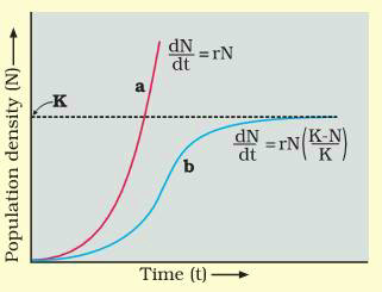 dN/dt = rN
a
K
dN/dt = rN(K-N/K)
b
Population density (N)
Time (t)